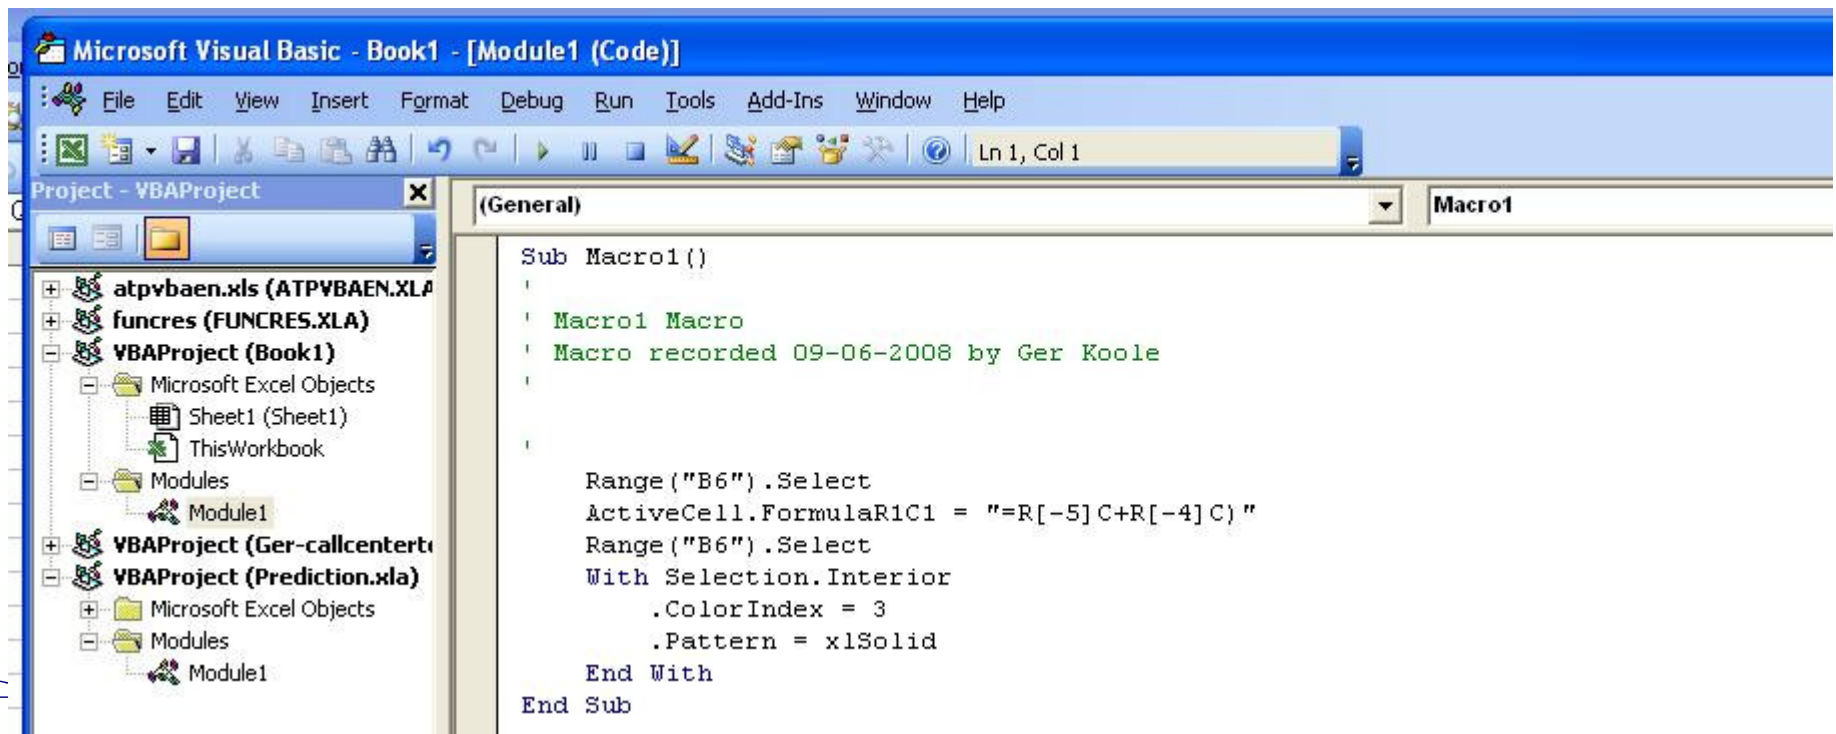 Microsoft Visual Basic - Book1 - [Module1 (Code)]
File Edit View Insert Format Debug Run Tools Add-Ins Window Help
Ln 1, Col 1
Project - VBAProject
(General)
Macro1
atpvbaen.xls (ATPVBAEN.XLA
funcres (FUNCRES.XLA)
VBAProject (Book1)
Microsoft Excel Objects
Sheet1 (Sheet1)
ThisWorkbook
Modules
Module1
VBAProject (Ger-callcenterto
VBAProject (Prediction.xla)
Microsoft Excel Objects
Modules
Module1
Sub Macro1()
'
' Macro1 Macro
' Macro recorded 09-06-2008 by Ger Koole
'
'
Range("B6").Select
ActiveCell.FormulaR1C1 = "=R[-5]C+R[-4]C)"
Range("B6").Select
With Selection.Interior
.ColorIndex = 3
.Pattern = xlSolid
End With
End Sub